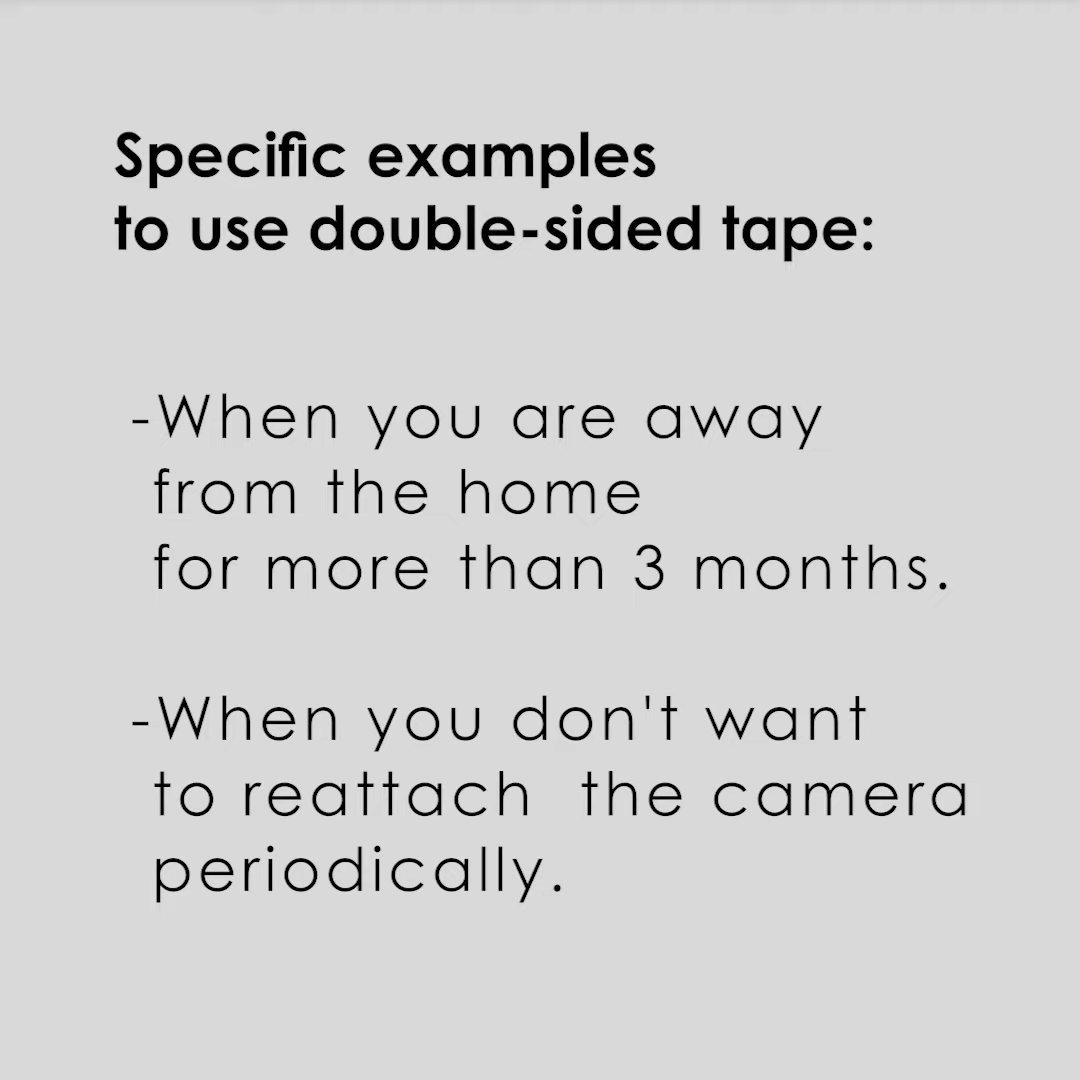 Specific examples
to use double-sided tape:
-When you are away
from the home
for more than 3 months.
-When you don't want
to reattach  the camera
periodically.